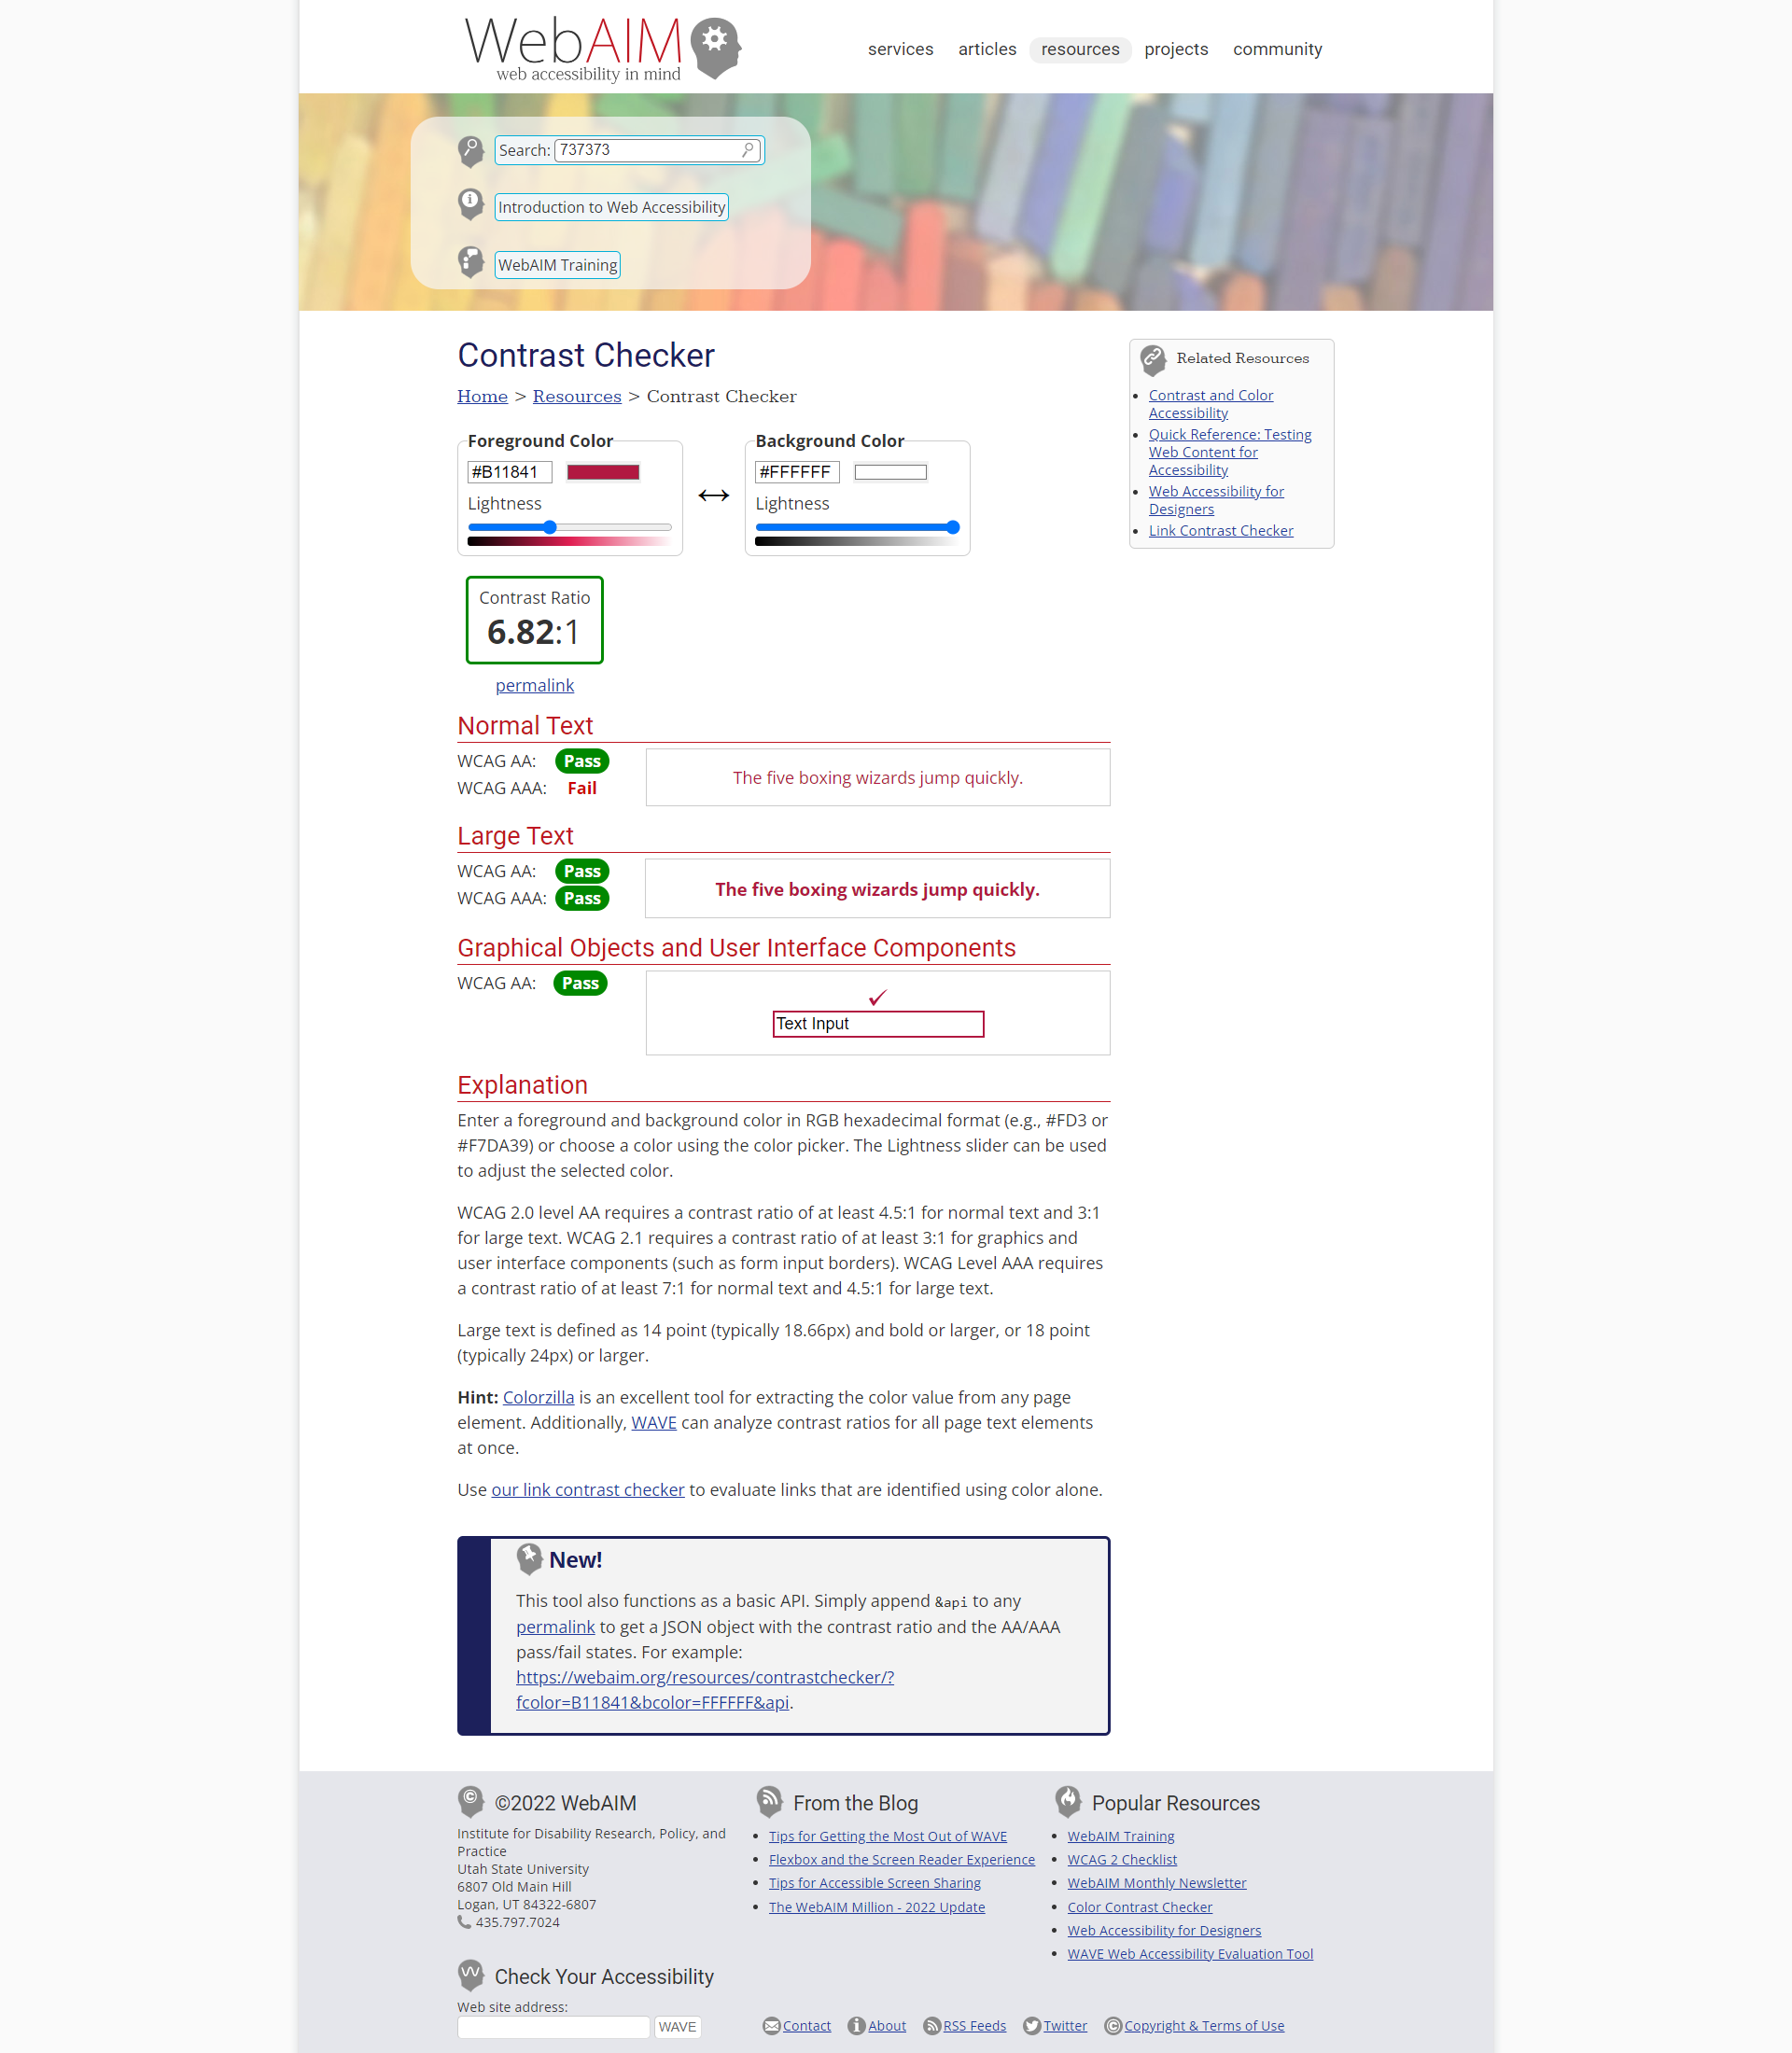 WebAIM
web accessibility in mind
services articles resources projects community
Search: 737373
Introduction to Web Accessibility
WebAIM Training
Contrast Checker
Home > Resources > Contrast Checker
Foreground Color
#B11841
Lightness
Background Color
#FFFFFF
Lightness
Contrast Ratio
6.82:1
permalink
Normal Text
WCAG AA: Pass
WCAG AAA: Fail
The five boxing wizards jump quickly.
Large Text
WCAG AA: Pass
WCAG AAA: Pass
The five boxing wizards jump quickly.
Graphical Objects and User Interface Components
WCAG AA: Pass
Text Input
Explanation
Enter a foreground and background color in RGB hexadecimal format (e.g., #FD3 or
#F7DA39) or choose a color using the color picker. The Lightness slider can be used
to adjust the selected color.
WCAG 2.0 level AA requires a contrast ratio of at least 4.5:1 for normal text and 3:1
for large text. WCAG 2.1 requires a contrast ratio of at least 3:1 for graphics and
user interface components (such as form input borders). WCAG Level AAA requires
a contrast ratio of at least 7:1 for normal text and 4.5:1 for large text.
Large text is defined as 14 point (typically 18.66px) and bold or larger, or 18 point
(typically 24px) or larger.
Hint: Colorzilla is an excellent tool for extracting the color value from any page
element. Additionally, WAVE can analyze contrast ratios for all page text elements
at once.
Use our link contrast checker to evaluate links that are identified using color alone.
New!
This tool also functions as a basic API. Simply append &api to any
permalink to get a JSON object with the contrast ratio and the AA/AAA
pass/fail states. For example:
https://webaim.org/resources/contrastchecker/?
fcolor=B11841&bcolor=FFFFFF&api.
Related Resources
Contrast and Color
Accessibility
Quick Reference: Testing
Web Content for
Accessibility
Web Accessibility for
Designers
Link Contrast Checker
©2022 WebAIM
Institute for Disability Research, Policy, and
Practice
Utah State University
6807 Old Main Hill
Logan, UT 84322-6807
435.797.7024
From the Blog
Tips for Getting the Most Out of WAVE
Flexbox and the Screen Reader Experience
Tips for Accessible Screen Sharing
The WebAIM Million - 2022 Update
Popular Resources
WebAIM Training
WCAG 2 Checklist
WebAIM Monthly Newsletter
Color Contrast Checker
Web Accessibility for Designers
WAVE Web Accessibility Evaluation Tool
Check Your Accessibility
Web site address:
WAVE
Contact About RSS Feeds Twitter Copyright & Terms of Use